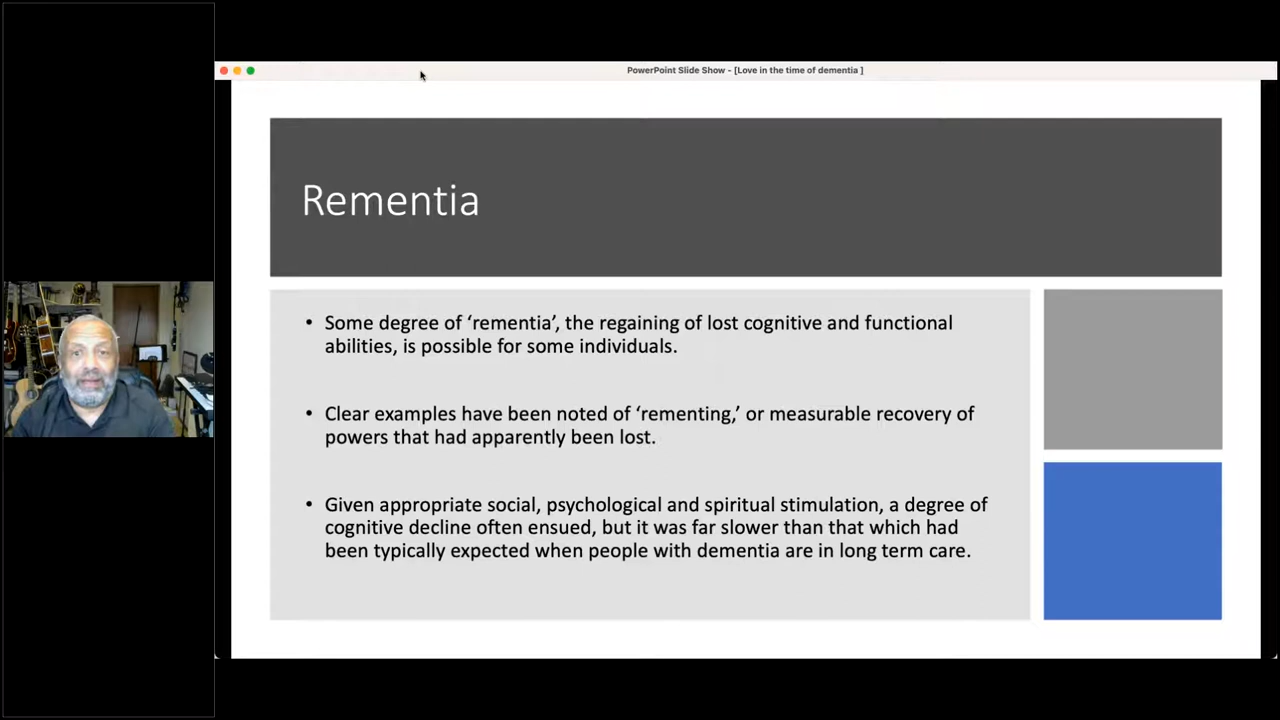 PowerPoint Slide Show - [Love in the time of dementia ]
Rementia
• Some degree of ‘rementia’, the regaining of lost cognitive and functional
abilities, is possible for some individuals.
• Clear examples have been noted of ‘rementing,’ or measurable recovery of
powers that had apparently been lost.
• Given appropriate social, psychological and spiritual stimulation, a degree of
cognitive decline often ensued, but it was far slower than that which had
been typically expected when people with dementia are in long term care.